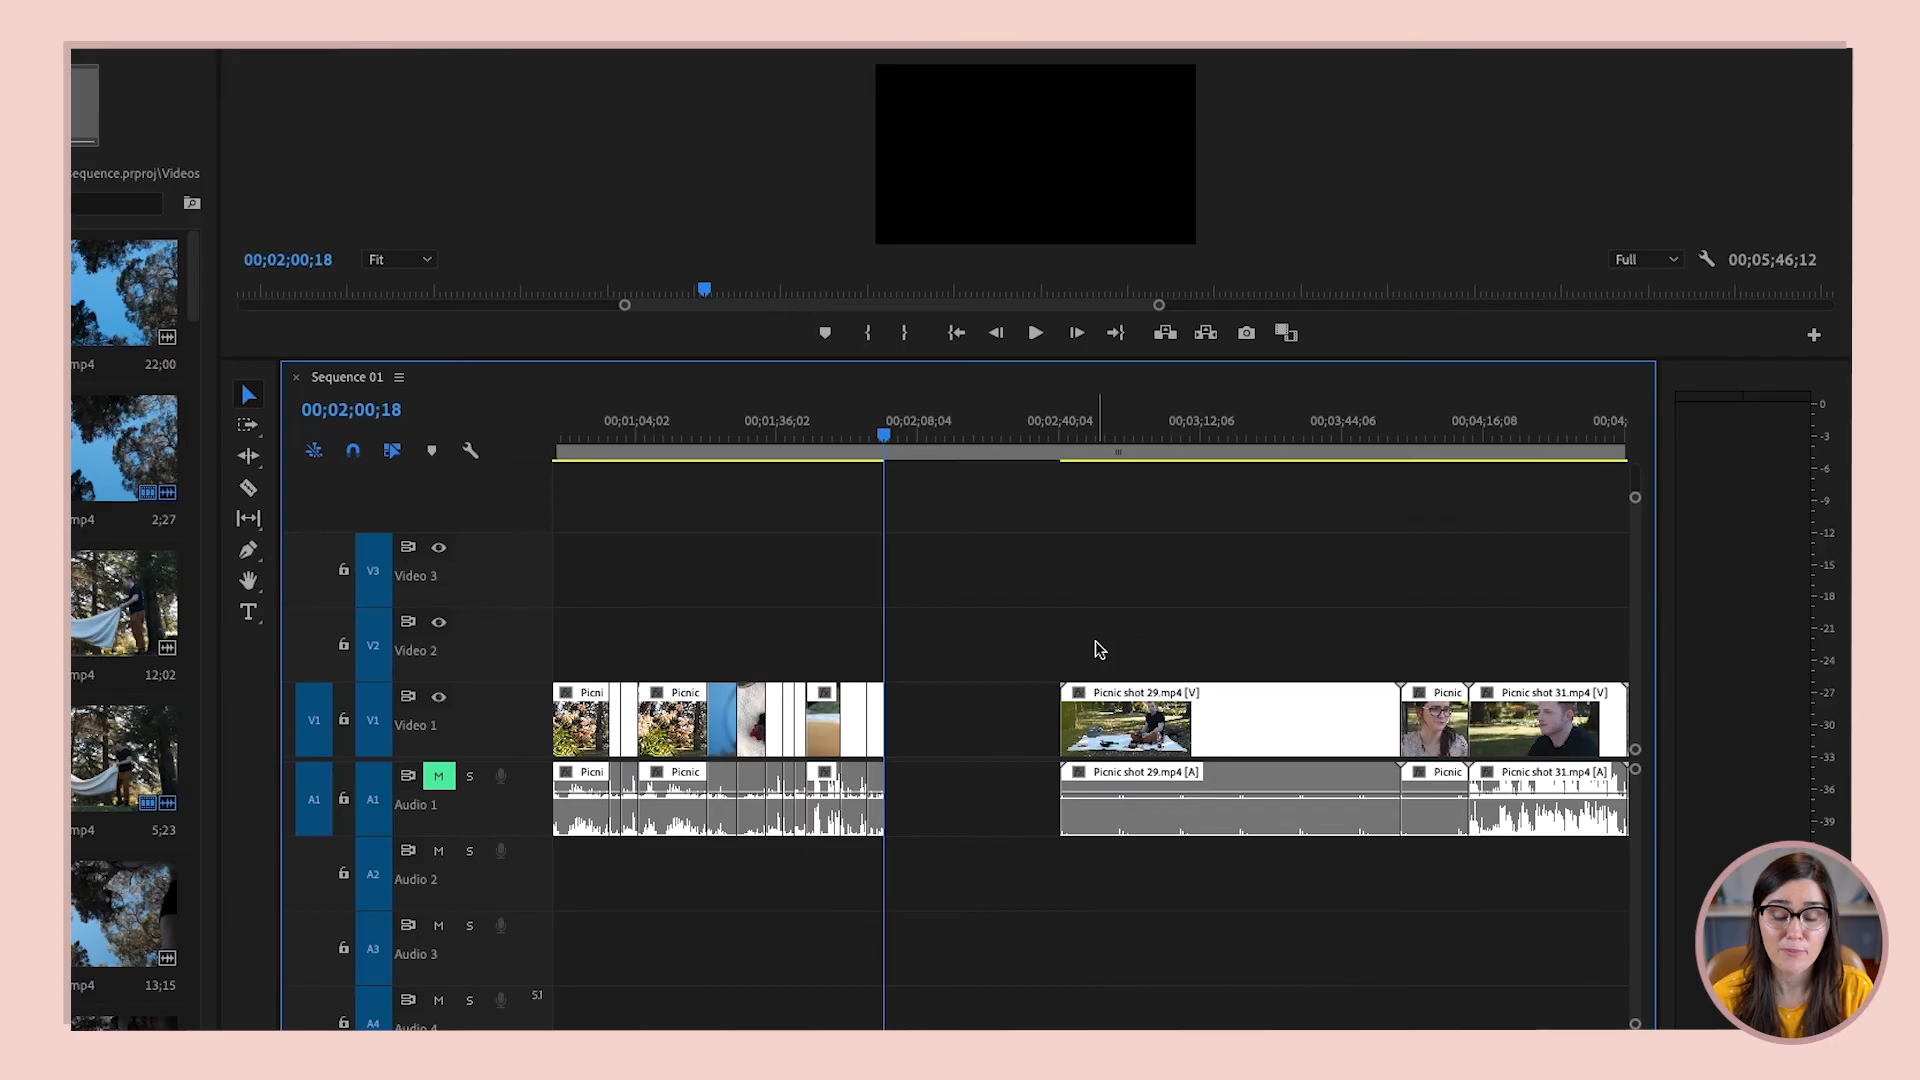 sequence.prproj\Videos
mp4 22;00
mp4 2;27
mp4 12;02
mp4 5;23
mp4 13;15
00;02;00;18 Fit Full 00;05;46;12
Sequence 01
00;02;00;18
00;01;04;02 00;01;36;02 00;02;08;04 00;02;40;04 00;03;12;06 00;03;44;06 00;04;16;08 00;04;
V3 Video 3
V2 Video 2
Picni Picnic Picnic shot 29.mp4 [V] Picnic Picnic shot 31.mp4 [V]
V1 V1 Video 1
Picni Picnic Picnic shot 29.mp4 [A] Picnic Picnic shot 31.mp4 [A]
M S
A1 A1 Audio 1
M S
A2 Audio 2
M S
A3 Audio 3
M S 5.1
A4 Audio 4
T
0
-3
-6
-9
-12
-15
-18
-21
-24
-27
-30
-33
-36
-39